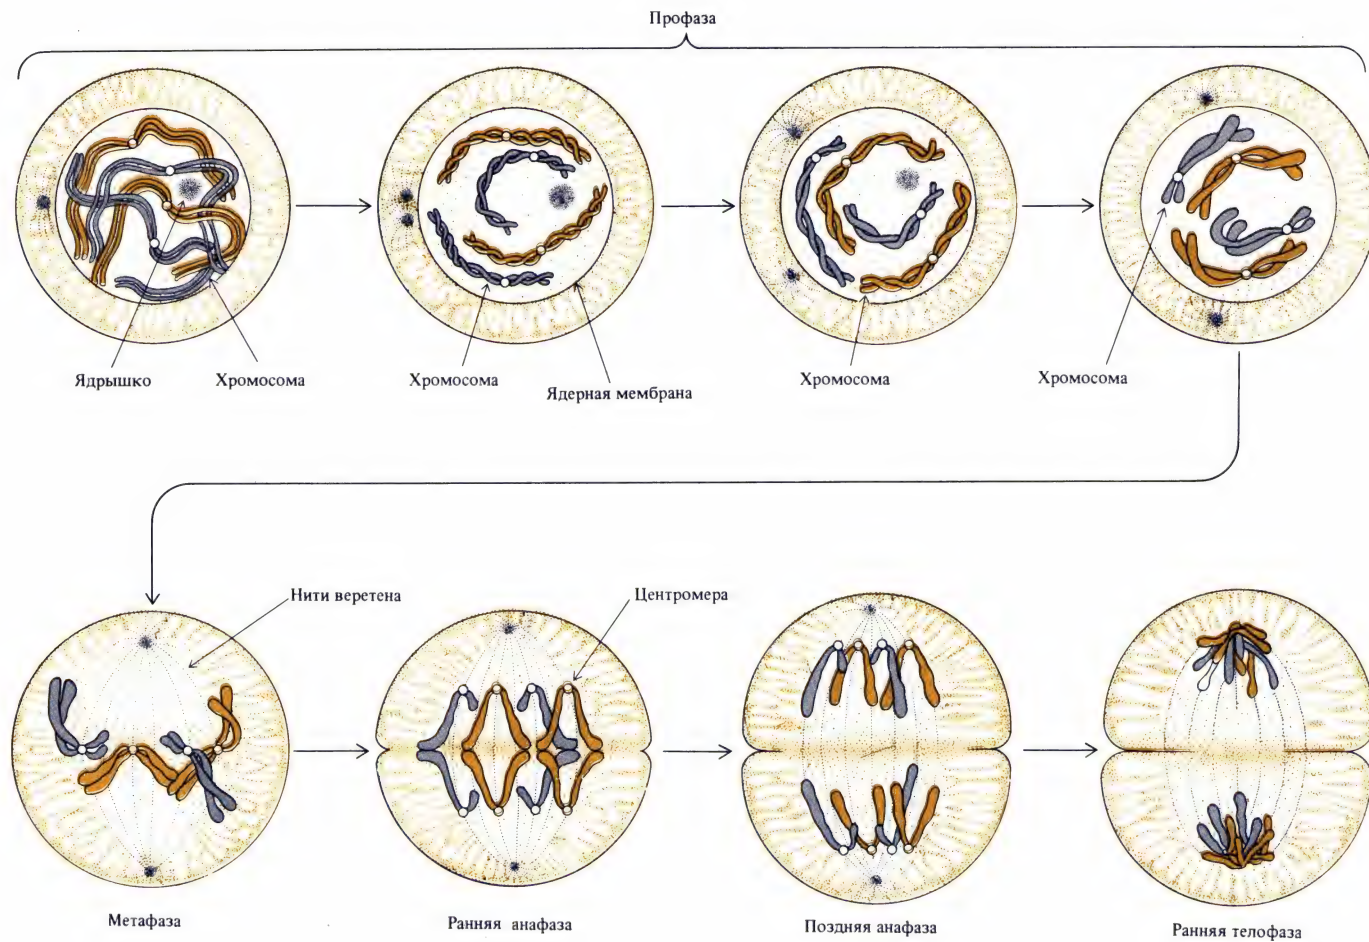 Профаза
Ядрышко
Хромосома
Хромосома
Ядерная мембрана
Хромосома
Хромосома
Нити веретена
Центромера
Метафаза
Ранняя анафаза
Поздняя анафаза
Ранняя телофаза